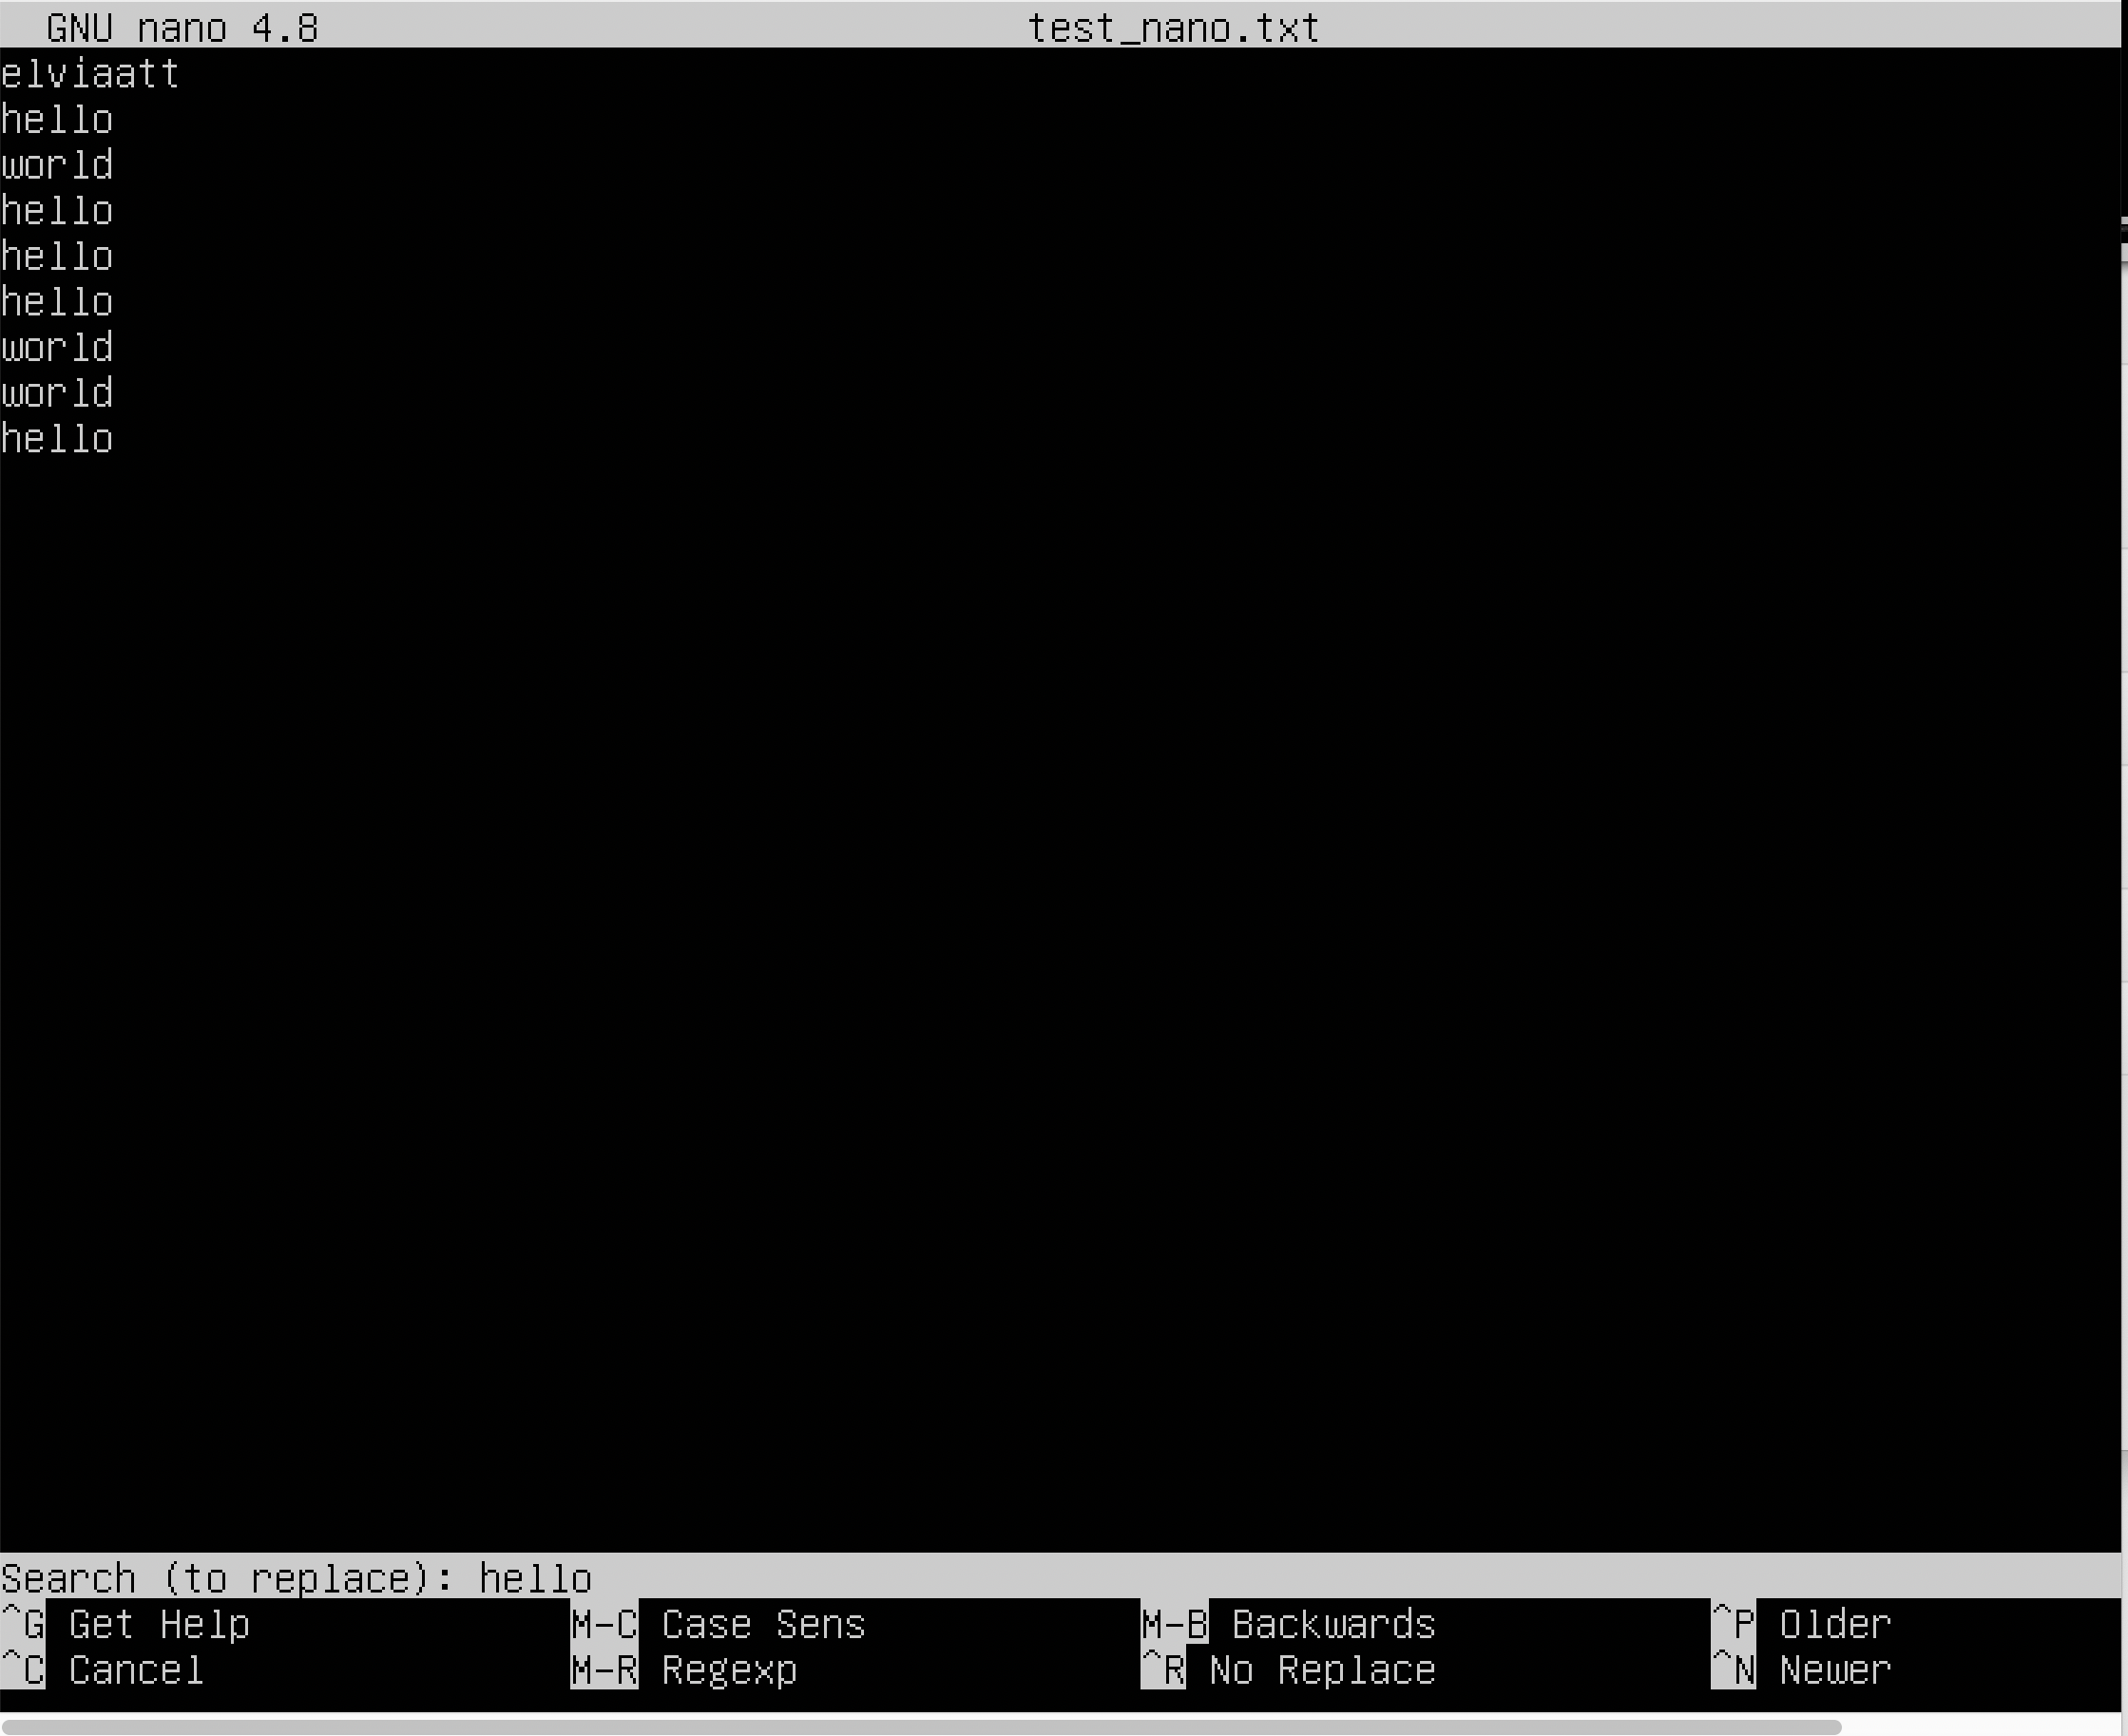 GNU nano 4.8 test_nano.txt
elviaatt
hello
world
hello
hello
hello
world
world
hello
Search (to replace): hello
^G Get Help M-C Case Sens M-B Backwards ^P Older
^C Cancel M-R Regexp ^R No Replace ^N Newer